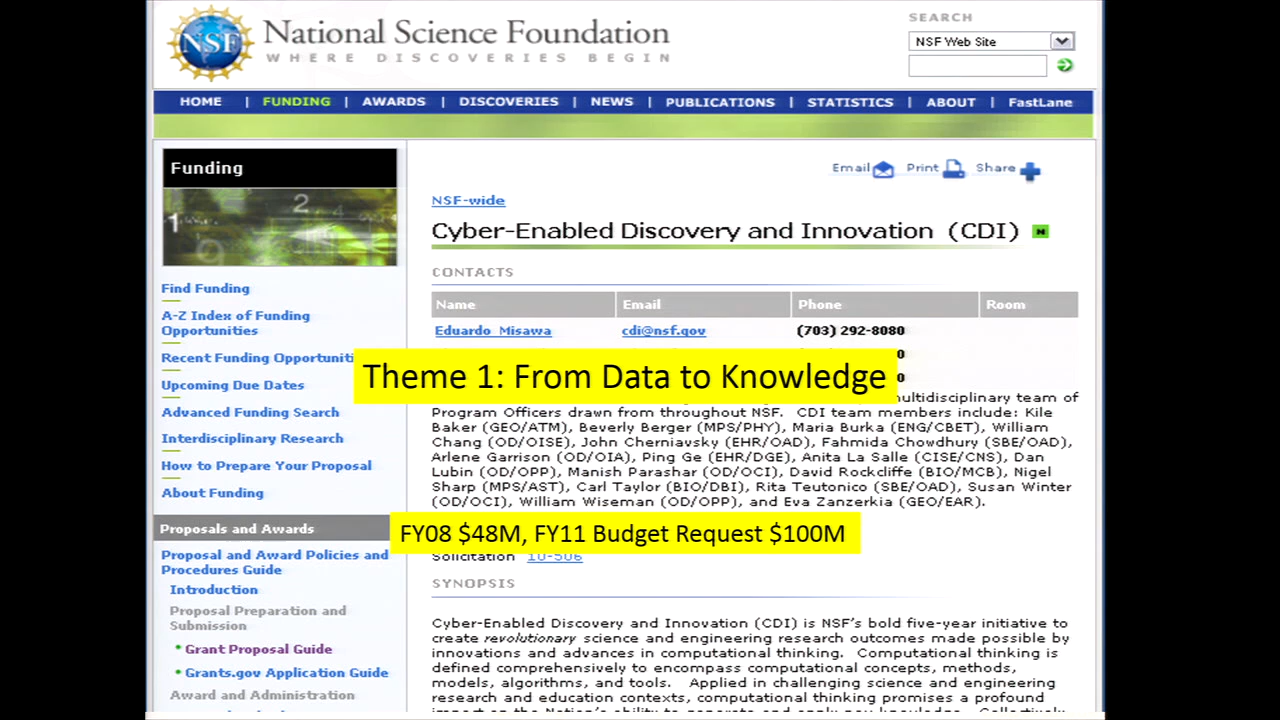 National Science Foundation
WHERE DISCOVERIES BEGIN
NSF
SEARCH
NSF Web Site
HOME | FUNDING | AWARDS | DISCOVERIES | NEWS | PUBLICATIONS | STATISTICS | ABOUT | FastLane
Funding
Find Funding
A-Z Index of Funding
Opportunities
Recent Funding Opportuniti
Upcoming Due Dates
Advanced Funding Search
Interdisciplinary Research
How to Prepare Your Proposal
About Funding
Proposals and Awards
Proposal and Award Policies and
Procedures Guide
Introduction
Proposal Preparation and
Submission
• Grant Proposal Guide
• Grants.gov Application Guide
Award and Administration
Email Print Share
NSF-wide
Cyber-Enabled Discovery and Innovation (CDI) N
CONTACTS
Name Email Phone Room
Eduardo Misawa cdi@nsf.gov (703) 292-8080
Theme 1: From Data to Knowledge
multidisciplinary team of
Program Officers drawn from throughout NSF. CDI team members include: Kile
Baker (GEO/ATM), Beverly Berger (MPS/PHY), Maria Burka (ENG/CBET), William
Chang (OD/OISE), John Cherniavsky (EHR/OAD), Fahmida Chowdhury (SBE/OAD),
Arlene Garrison (OD/OIA), Ping Ge (EHR/DGE), Anita La Salle (CISE/CNS), Dan
Lubin (OD/OPP), Manish Parashar (OD/OCI), David Rockcliffe (BIO/MCB), Nigel
Sharp (MPS/AST), Carl Taylor (BIO/DBI), Rita Teutonico (SBE/OAD), Susan Winter
(OD/OCI), William Wiseman (OD/OPP), and Eva Zanzerkia (GEO/EAR).
FY08 $48M, FY11 Budget Request $100M
Solicitation 10-506
SYNOPSIS
Cyber-Enabled Discovery and Innovation (CDI) is NSF's bold five-year initiative to
create revolutionary science and engineering research outcomes made possible by
innovations and advances in computational thinking. Computational thinking is
defined comprehensively to encompass computational concepts, methods,
models, algorithms, and tools. Applied in challenging science and engineering
research and education contexts, computational thinking promises a profound
impact on the Nation's ability to generate and apply new knowledge. Collectively,